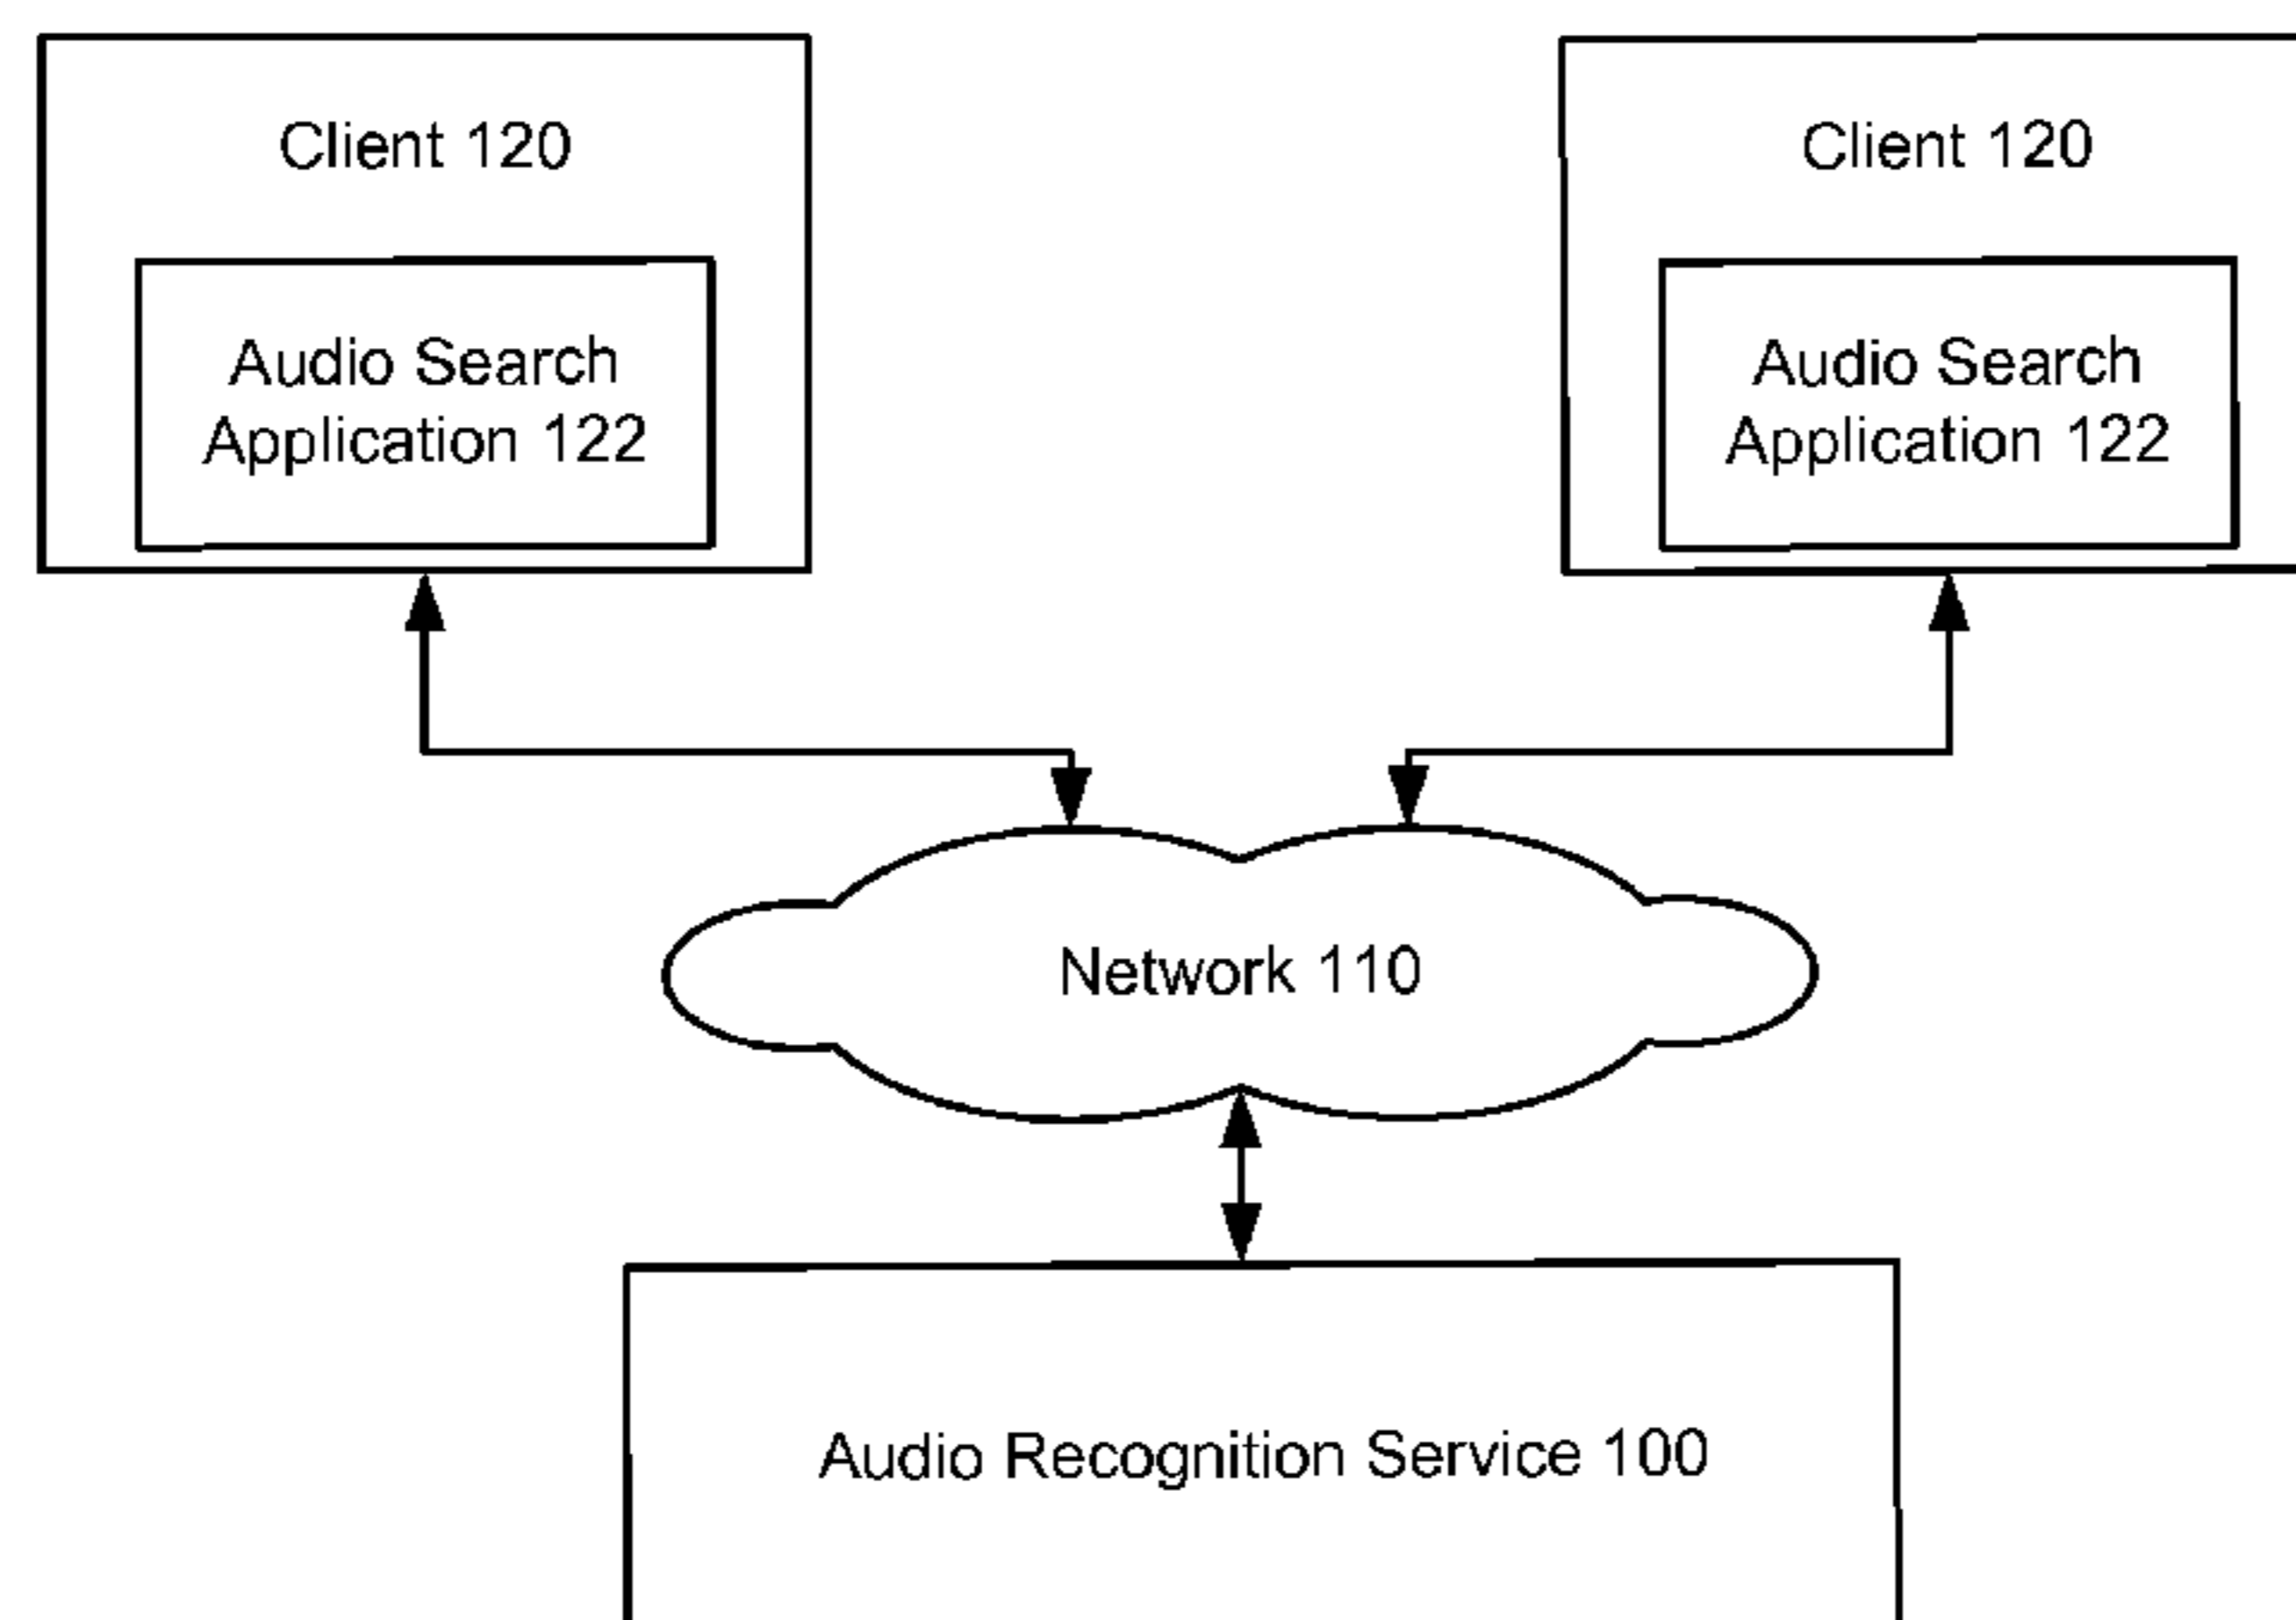 Client 120
Audio Search
Application 122
Client 120
Audio Search
Application 122
Network 110
Audio Recognition Service 100